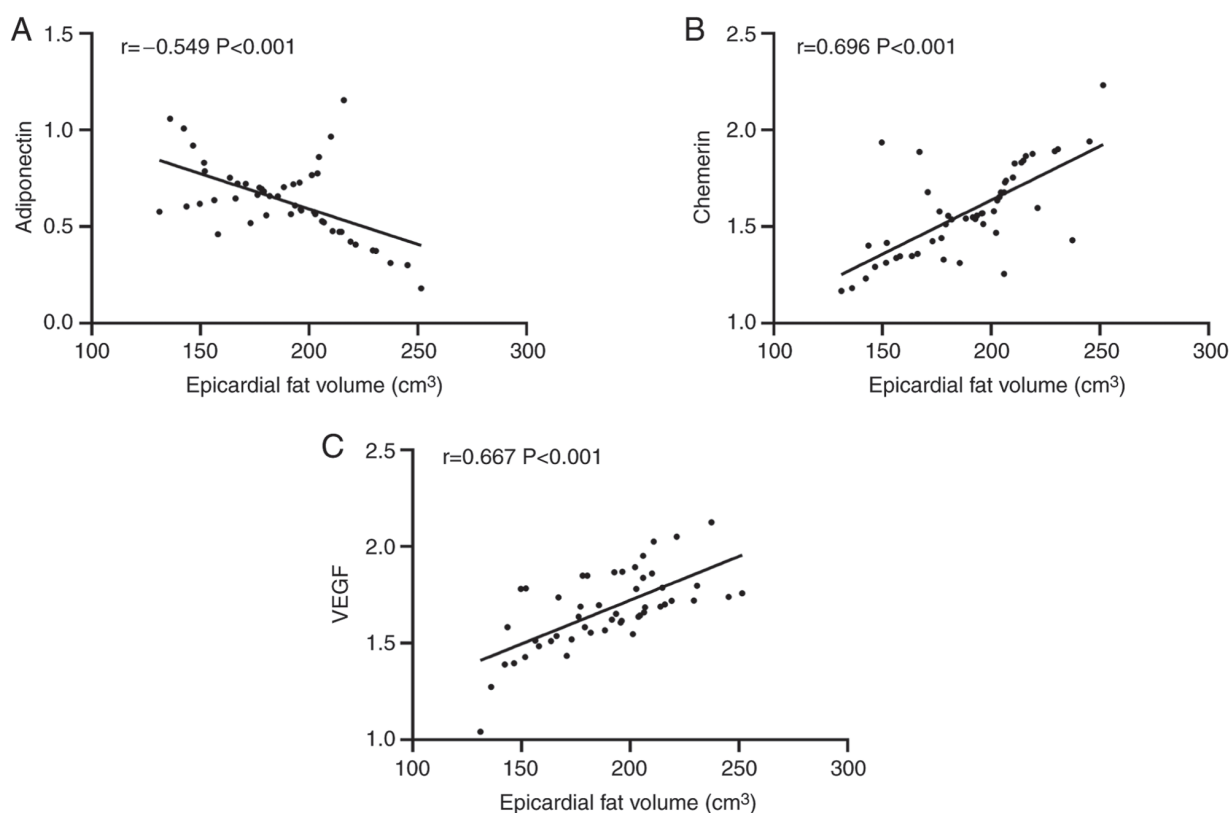 A
r=−0.549 P<0.001
1.5
1.0
0.5
0.0
Adiponectin
100 150 200 250 300
Epicardial fat volume (cm³)
B
r=0.696 P<0.001
2.5
2.0
1.5
1.0
Chemerin
100 150 200 250 300
Epicardial fat volume (cm³)
C
r=0.667 P<0.001
2.5
2.0
1.5
1.0
VEGF
100 150 200 250 300
Epicardial fat volume (cm³)